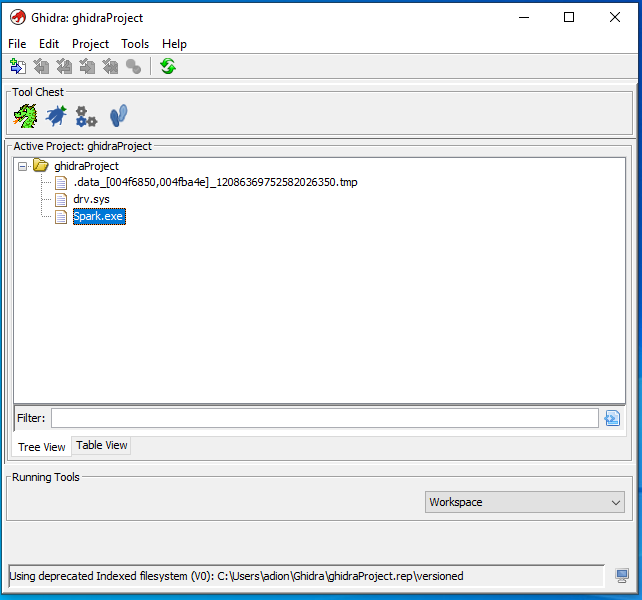 Ghidra: ghidraProject
File Edit Project Tools Help
Tool Chest
Active Project: ghidraProject
ghidraProject
.data_[004f6850,004fba4e]_12086369752582026350.tmp
drv.sys
Spark.exe
Filter:
Tree View Table View
Running Tools
Workspace
Using deprecated Indexed filesystem (V0): C:\Users\adion\Ghidra\ghidraProject.rep\versioned